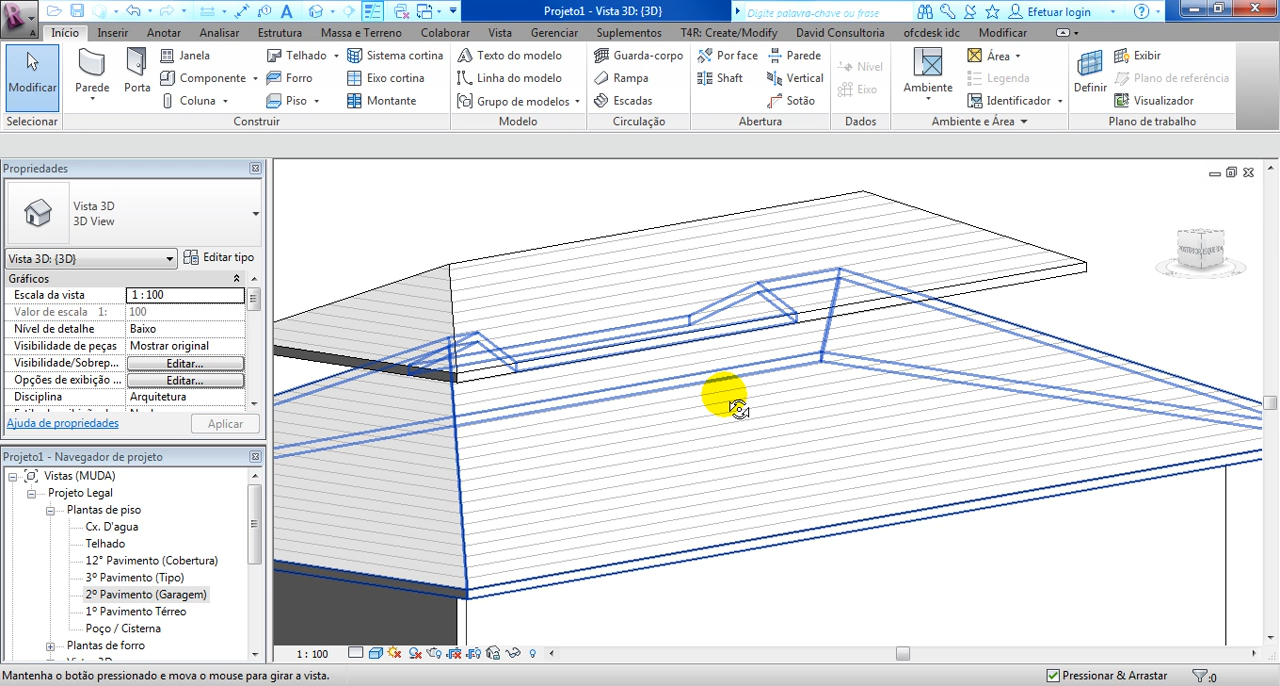 Projeto1 - Vista 3D: {3D}
Digite palavra-chave ou frase
Efetuar login
Início
Inserir
Anotar
Analisar
Estrutura
Massa e Terreno
Colabora
Vista
Gerenciar
Suplementos
T4R: Create/Modify
David Consultoria
ofcdesk idc
Modificar
Modificar
Selecionar
Parede
Porta
Janela
Componente
Coluna
Telhado
Forro
Piso
Sistema cortina
Eixo cortina
Montante
Construir
Texto do modelo
Linha do modelo
Grupo de modelos
Modelo
Guarda-corpo
Rampa
Escadas
Circulação
Por face
Parede
Shaft
Vertical
Sotão
Abertura
Nível
Eixo
Dados
Ambiente
Área
Legenda
Identificador
Ambiente e Área
Definir
Exibir
Plano de referência
Visualizador
Plano de trabalho
Propriedades
Vista 3D
3D View
Vista 3D: {3D}
Editar tipo
Gráficos
Escala da vista
1 : 100
Valor de escala 1:
100
Nível de detalhe
Baixo
Visibilidade de peças
Mostrar original
Visibilidade/Sobrep...
Editar...
Opções de exibição ...
Editar...
Disciplina
Arquitetura
Ajuda de propriedades
Aplicar
Projeto1 - Navegador de projeto
Vistas (MUDA)
Projeto Legal
Plantas de piso
Cx. D'agua
Telhado
12° Pavimento (Cobertura)
3º Pavimento (Tipo)
2º Pavimento (Garagem)
1º Pavimento Térreo
Poço / Cisterna
Plantas de forro
1 : 100
Mantenha o botão pressionado e mova o mouse para girar a vista.
Pressionar & Arrastar
:0